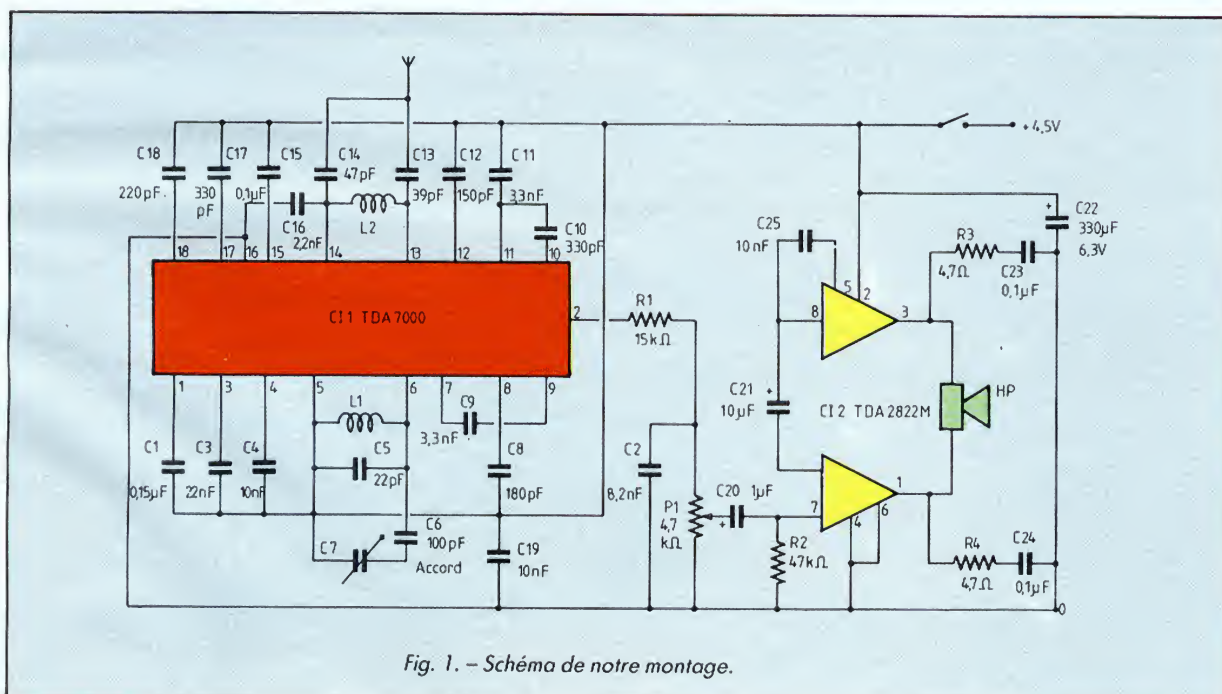 +4,5V
C18
220pF
C17
330
pF
C15
0,1µF
C16
2,2nF
C14
47pF
L2
C13
39pF
C12
150pF
C11
3,3nF
C10
330pF
18
17
16
15
14
13
12
11
10
CI1 TDA7000
2
R1
15kΩ
1
3
4
5
6
7
8
9
L1
C9
3,3nF
C1
0,15µF
C3
22nF
C4
10nF
C5
22pF
C8
180pF
C6
100pF
C7
Accord
C19
10nF
C2
8,2nF
P1
4,7
kΩ
C20
1µF
+
R2
47kΩ
C25
10nF
5
2
8
3
R3
4,7Ω
C23
0,1µF
+
C22
330µF
6,3V
+
C21
10µF
CI2 TDA2822M
HP
7
1
4
6
R4
4,7Ω
C24
0,1µF
0
Fig. 1. – Schéma de notre montage.